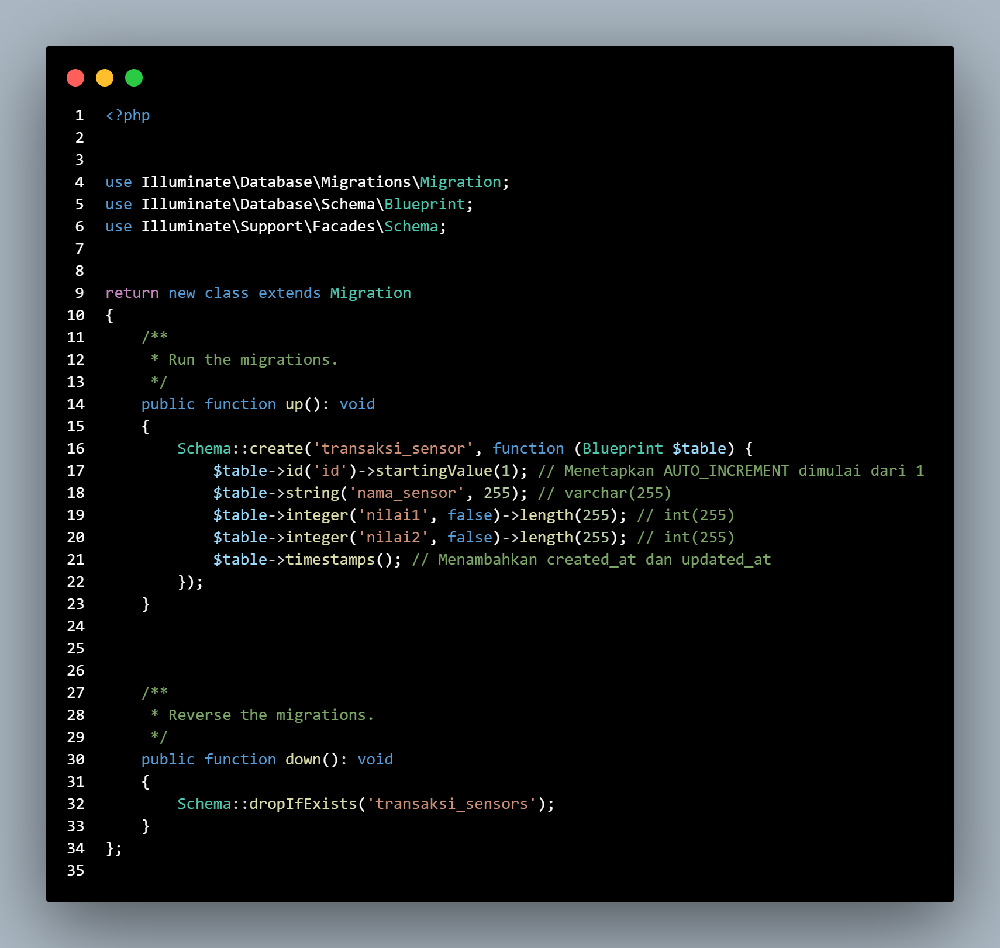 1 <?php
2
3
4 use Illuminate\Database\Migrations\Migration;
5 use Illuminate\Database\Schema\Blueprint;
6 use Illuminate\Support\Facades\Schema;
7
8
9 return new class extends Migration
10 {
11     /**
12      * Run the migrations.
13      */
14     public function up(): void
15     {
16         Schema::create('transaksi_sensor', function (Blueprint $table) {
17             $table->id('id')->startingValue(1); // Menetapkan AUTO_INCREMENT dimulai dari 1
18             $table->string('nama_sensor', 255); // varchar(255)
19             $table->integer('nilai1', false)->length(255); // int(255)
20             $table->integer('nilai2', false)->length(255); // int(255)
21             $table->timestamps(); // Menambahkan created_at dan updated_at
22         });
23     }
24
25
26
27     /**
28      * Reverse the migrations.
29      */
30     public function down(): void
31     {
32         Schema::dropIfExists('transaksi_sensors');
33     }
34 };
35